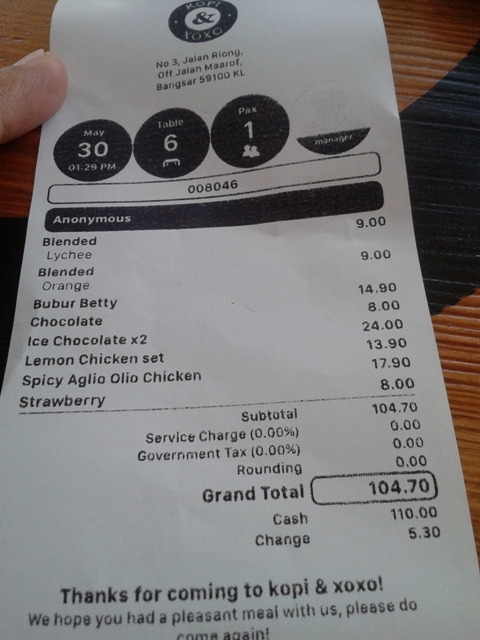 KOPI
&
XOXO
No 3, Jalan Riong,
Off Jalan Maarof,
Bangsar 59100 KL
May
30
01:29 PM
Table
6
Pax
1
manager
008046
Anonymous
Blended 9.00
Lychee
Blended 9.00
Orange
Bubur Betty 14.90
Chocolate 8.00
Ice Chocolate x2 24.00
Lemon Chicken set 13.90
Spicy Aglio Olio Chicken 17.90
Strawberry 8.00
Subtotal 104.70
Service Charge (0.00%) 0.00
Government Tax (0.00%) 0.00
Rounding 0.00
Grand Total 104.70
Cash 110.00
Change 5.30
Thanks for coming to kopi & xoxo!
We hope you had a pleasant meal with us, please do
come again!